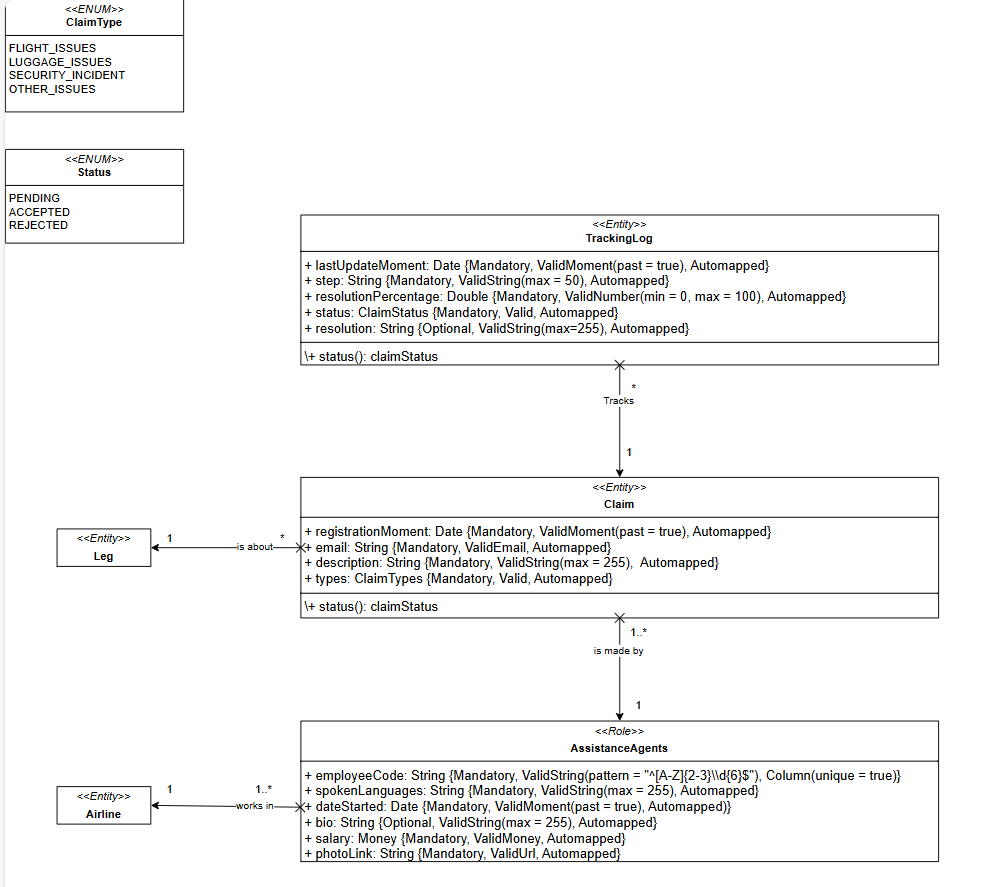 <<ENUM>>
ClaimType
FLIGHT_ISSUES
LUGGAGE_ISSUES
SECURITY_INCIDENT
OTHER_ISSUES
<<ENUM>>
Status
PENDING
ACCEPTED
REJECTED
<<Entity>>
TrackingLog
+ lastUpdateMoment: Date {Mandatory, ValidMoment(past = true), Automapped}
+ step: String {Mandatory, ValidString(max = 50), Automapped}
+ resolutionPercentage: Double {Mandatory, ValidNumber(min = 0, max = 100), Automapped}
+ status: ClaimStatus {Mandatory, Valid, Automapped}
+ resolution: String {Optional, ValidString(max=255), Automapped}
\+ status(): claimStatus
*
Tracks
1
<<Entity>>
Claim
+ registrationMoment: Date {Mandatory, ValidMoment(past = true), Automapped}
+ email: String {Mandatory, ValidEmail, Automapped}
+ description: String {Mandatory, ValidString(max = 255), Automapped}
+ types: ClaimTypes {Mandatory, Valid, Automapped}
\+ status(): claimStatus
<<Entity>>
Leg
1
is about
*
1..*
is made by
1
<<Role>>
AssistanceAgents
+ employeeCode: String {Mandatory, ValidString(pattern = "^[A-Z]{2-3}\\d{6}$"), Column(unique = true)}
+ spokenLanguages: String {Mandatory, ValidString(max = 255), Automapped}
+ dateStarted: Date {Mandatory, ValidMoment(past = true), Automapped)}
+ bio: String {Optional, ValidString(max = 255), Automapped}
+ salary: Money {Mandatory, ValidMoney, Automapped}
+ photoLink: String {Mandatory, ValidUrl, Automapped}
<<Entity>>
Airline
1
works in
1..*